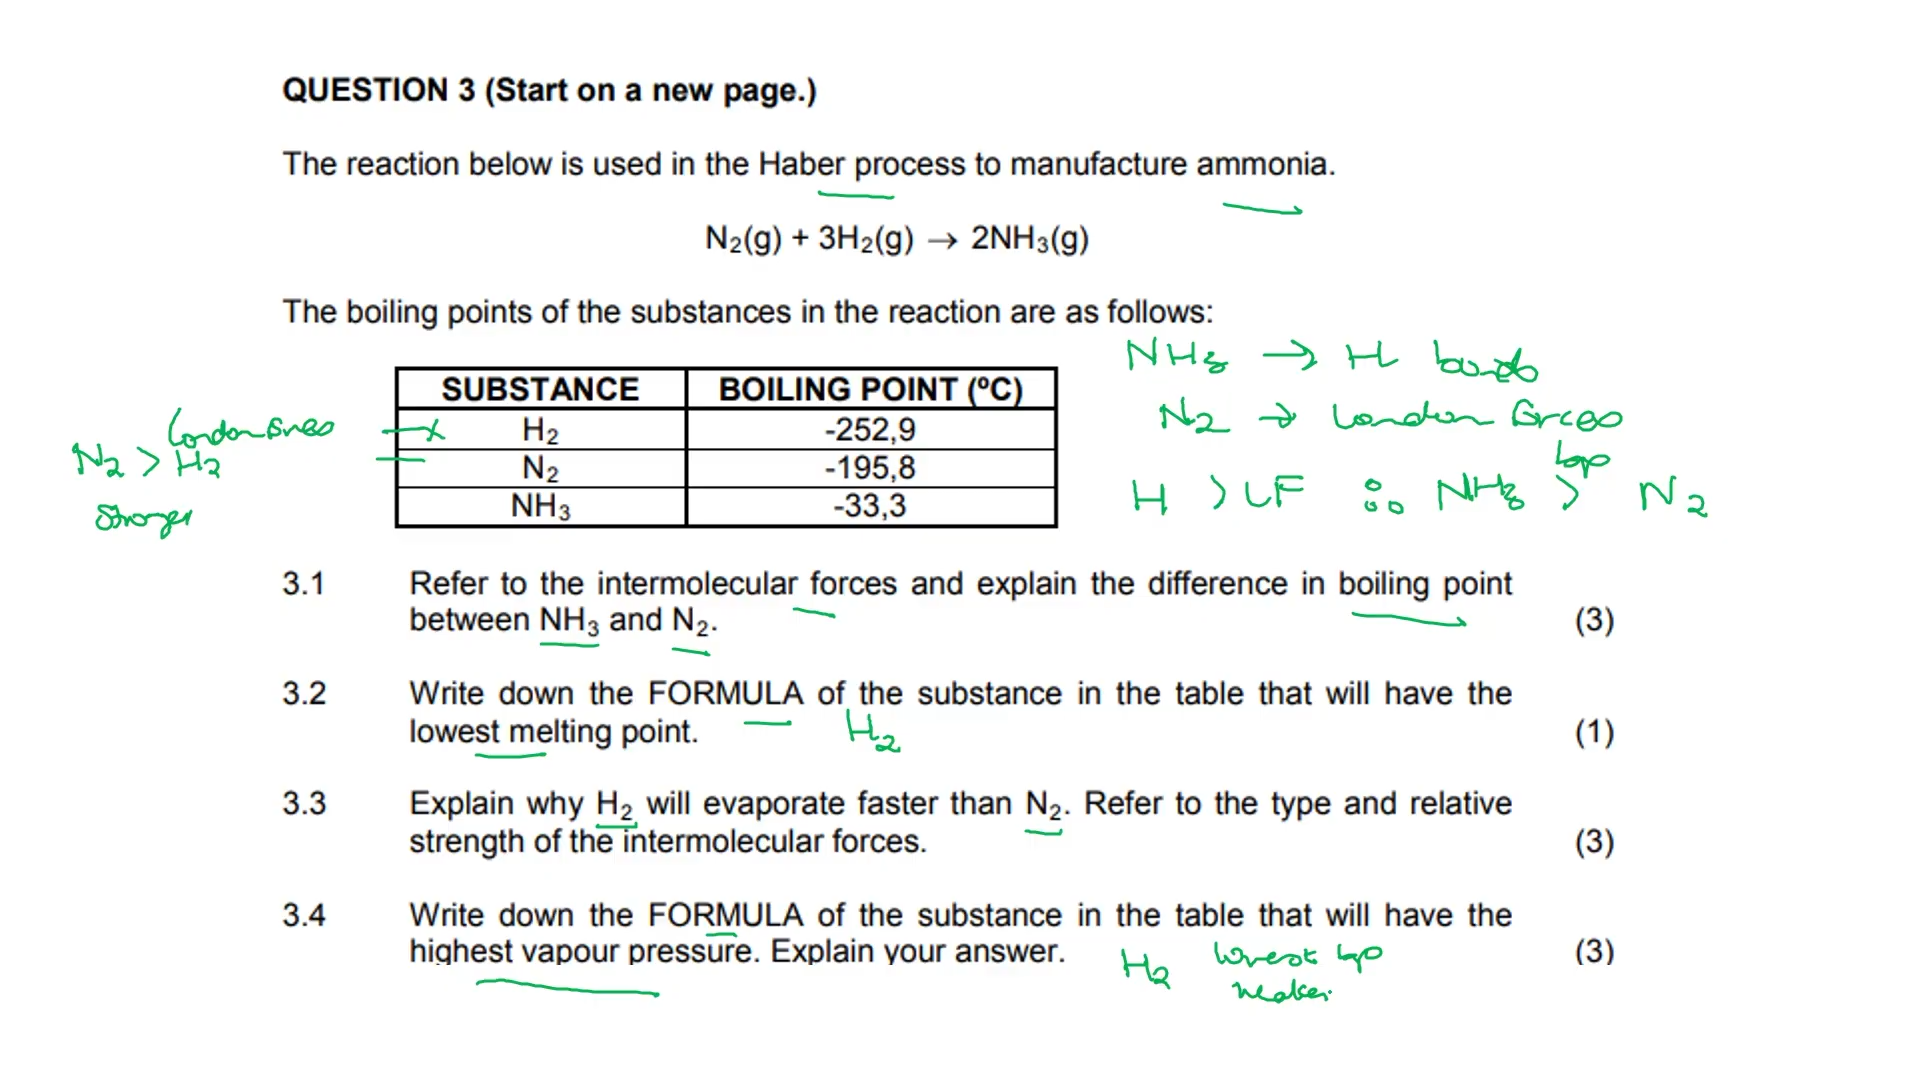 QUESTION 3 (Start on a new page.)
The reaction below is used in the Haber process to manufacture ammonia.
N₂(g) + 3H₂(g) → 2NH₃(g)
The boiling points of the substances in the reaction are as follows:
NH₃ → H bonds
SUBSTANCE BOILING POINT (ºC)
H₂ -252,9
N₂ -195,8
NH₃ -33,3
London forces
N₂ > H₂
Stronger
N₂ → London forces
bp
H > LF ∴ NH₃ > N₂
3.1 Refer to the intermolecular forces and explain the difference in boiling point
between NH₃ and N₂. (3)
3.2 Write down the FORMULA of the substance in the table that will have the
lowest melting point. H₂ (1)
3.3 Explain why H₂ will evaporate faster than N₂. Refer to the type and relative
strength of the intermolecular forces. (3)
3.4 Write down the FORMULA of the substance in the table that will have the
highest vapour pressure. Explain your answer. H₂ lowest bp (3)
weaker.